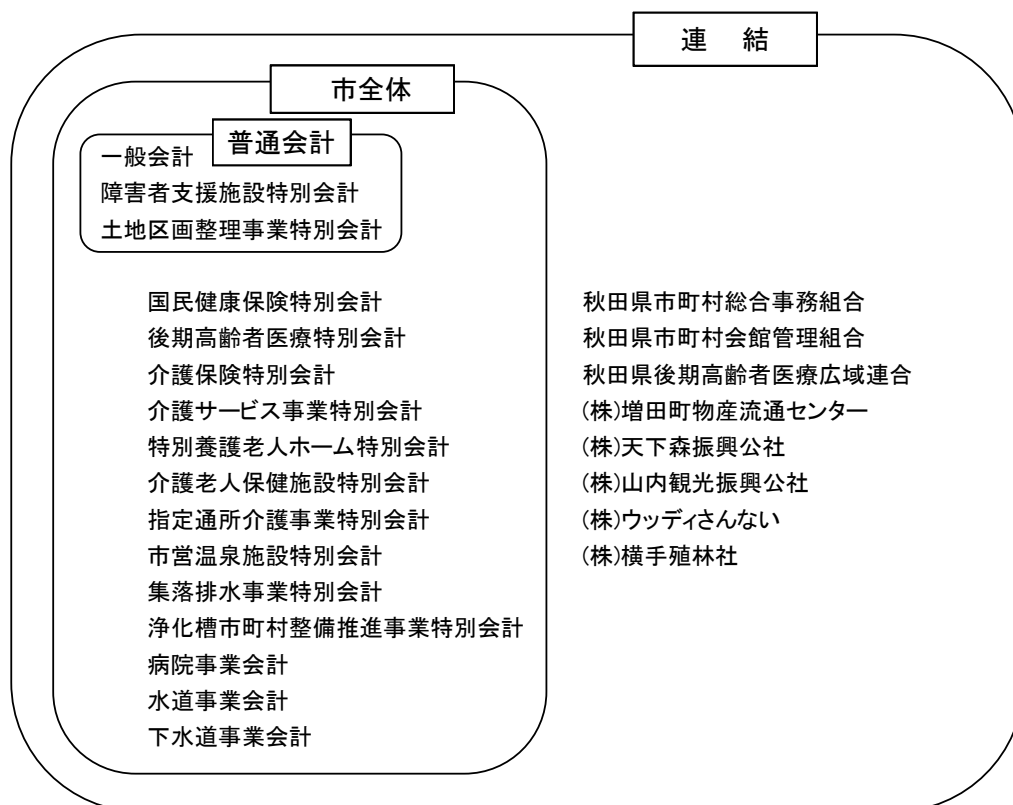 連 結
市全体
普通会計
一般会計
障害者支援施設特別会計
土地区画整理事業特別会計
国民健康保険特別会計
後期高齢者医療特別会計
介護保険特別会計
介護サービス事業特別会計
特別養護老人ホーム特別会計
介護老人保健施設特別会計
指定通所介護事業特別会計
市営温泉施設特別会計
集落排水事業特別会計
浄化槽市町村整備推進事業特別会計
病院事業会計
水道事業会計
下水道事業会計
秋田県市町村総合事務組合
秋田県市町村会館管理組合
秋田県後期高齢者医療広域連合
(株)増田町物産流通センター
(株)天下森振興公社
(株)山内観光振興公社
(株)ウッディさんない
(株)横手殖林社